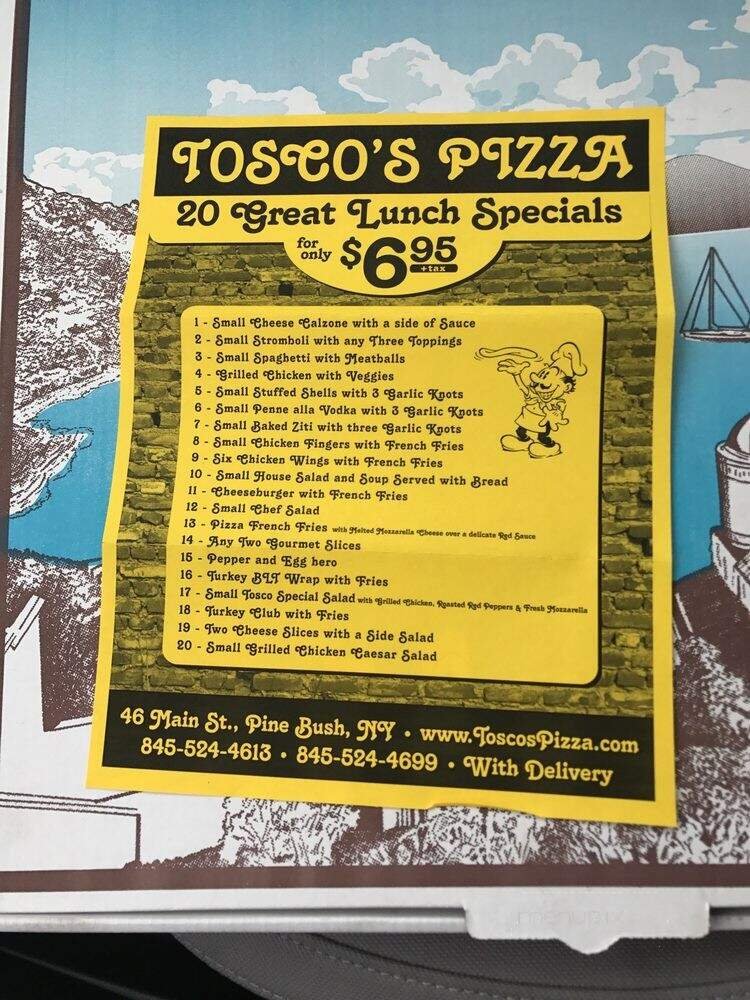 TOSCO'S PIZZA
20 Great Lunch Specials
for only $6.95 +tax
1 - Small Cheese Calzone with a side of Sauce
2 - Small Stromboli with any Three Toppings
3 - Small Spaghetti with Meatballs
4 - Grilled Chicken with Veggies
5 - Small Stuffed Shells with 3 Garlic Knots
6 - Small Penne alla Vodka with 3 Garlic Knots
7 - Small Baked Ziti with three Garlic Knots
8 - Small Chicken Fingers with French Fries
9 - Six Chicken Wings with French Fries
10 - Small House Salad and Soup Served with Bread
11 - Cheeseburger with French Fries
12 - Small Chef Salad
13 - Pizza French Fries with Melted Mozzarella Cheese over a delicate Red Sauce
14 - Any Two Gourmet Slices
15 - Pepper and Egg hero
16 - Turkey BLT Wrap with Fries
17 - Small Tosco Special Salad with Grilled Chicken, Roasted Red Peppers & Fresh Mozzarella
18 - Turkey Club with Fries
19 - Two Cheese Slices with a Side Salad
20 - Small Grilled Chicken Caesar Salad
46 Main St., Pine Bush, NY • www.ToscosPizza.com
845-524-4613 • 845-524-4699 • With Delivery